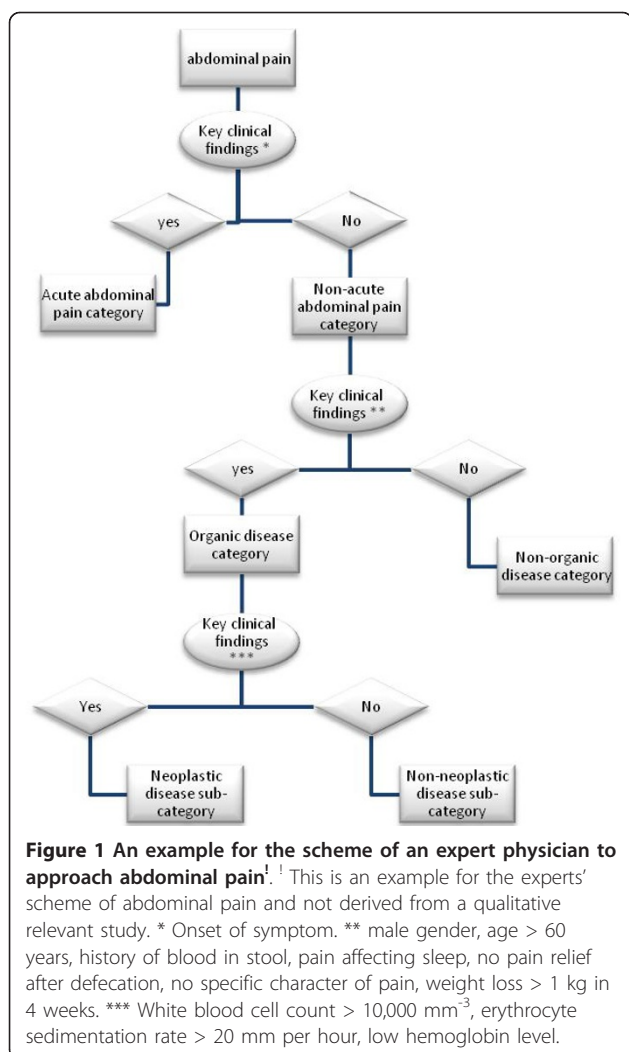 abdominal pain
Key clinical
findings *
yes
No
Acute abdominal
pain category
Non-acute
abdominal pain
category
Key clinical
findings **
yes
No
Organic disease
category
Non-organic
disease category
Key clinical
findings
***
Yes
No
Neoplastic
disease sub-
category
Non-neoplastic
disease sub-
category
Figure 1 An example for the scheme of an expert physician to
approach abdominal pain!. ! This is an example for the experts'
scheme of abdominal pain and not derived from a qualitative
relevant study. * Onset of symptom. ** male gender, age > 60
years, history of blood in stool, pain affecting sleep, no pain relief
after defecation, no specific character of pain, weight loss > 1 kg in
4 weeks. *** White blood cell count > 10,000 mm-3, erythrocyte
sedimentation rate > 20 mm per hour, low hemoglobin level.